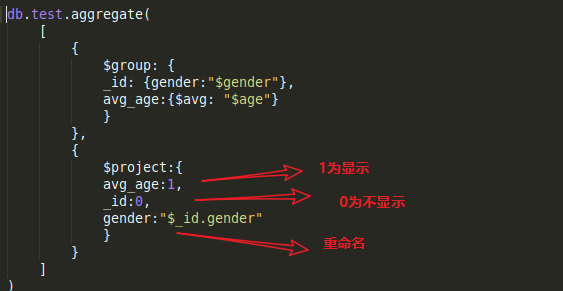 db.test.aggregate(
[
{
$group: {
_id: {gender:"$gender"},
avg_age:{$avg: "$age"}
}
},
{
$project:{
avg_age:1,
1为显示
_id:0,
0为不显示
gender:"$_id.gender"
}
重命名
}
]
)